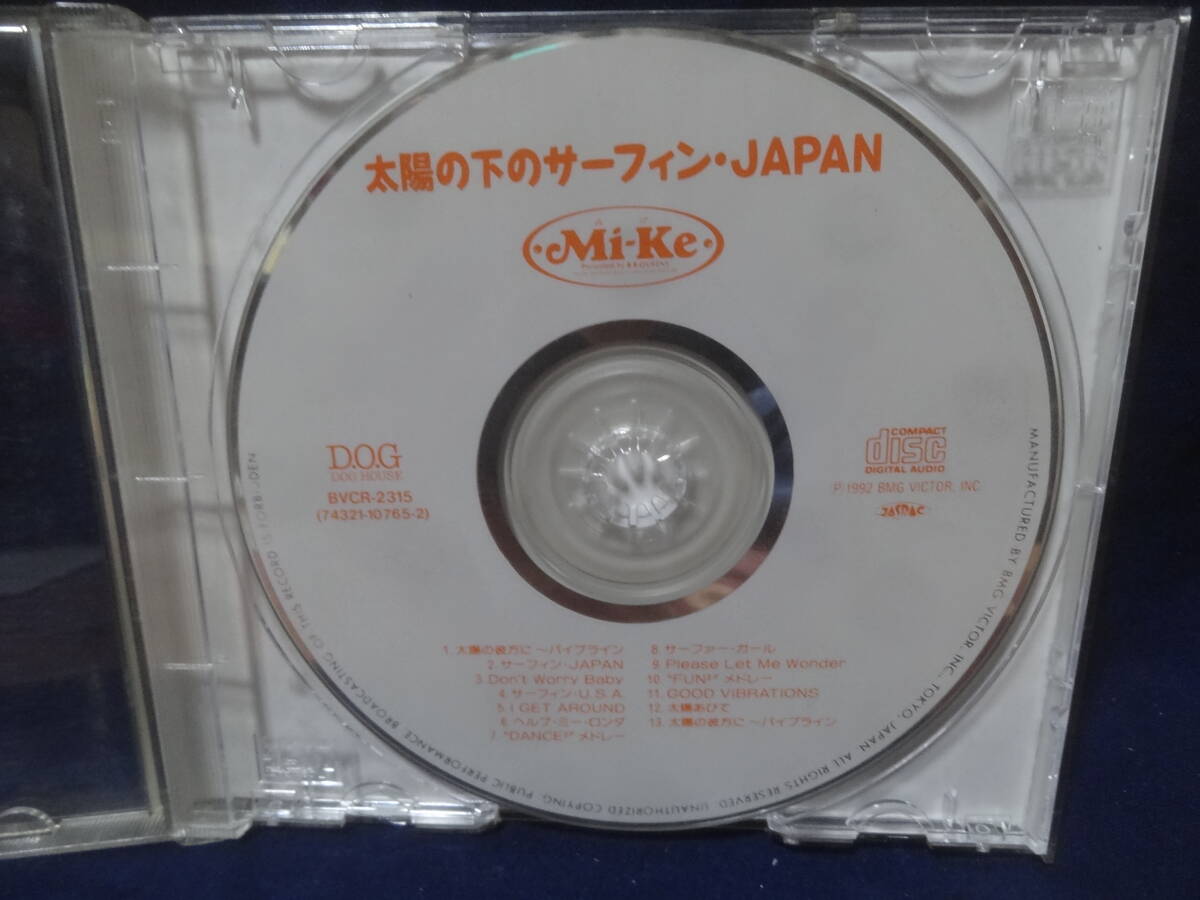 太陽の下のサーフィン・JAPAN
Mi-Ke
Presented by B.B.QUEENS
D.O.G
DOG HOUSE
BVCR-2315
(74321-10765-2)
COMPACT
disc
DIGITAL AUDIO
℗1992 BMG VICTOR, INC.
JASRAC
1. 太陽の彼方に 〜パイプライン
2. サーフィン・JAPAN
3. Don't Worry Baby
4. サーフィン・U.S.A.
5. I GET AROUND
6. ヘルプ・ミー・ロンダ
7. "DANCE³" メドレー
8. サーファー・ガール
9. Please Let Me Wonder
10. "FUN³" メドレー
11. GOOD VIBRATIONS
12. 太陽あびて
13. 太陽の彼方に 〜パイプライン
MANUFACTURED BY BMG VICTOR, INC., TOKYO, JAPAN. ALL RIGHTS RESERVED. UNAUTHORIZED COPYING, PUBLIC PERFORMANCE, BROADCASTING OF THIS RECORD IS FORBIDDEN